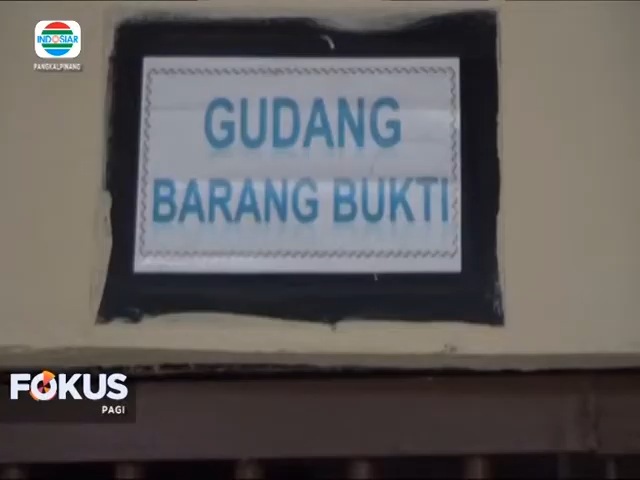 INDOSIAR
PANGKALPINANG
GUDANG
BARANG BUKTI
FOKUS
PAGI